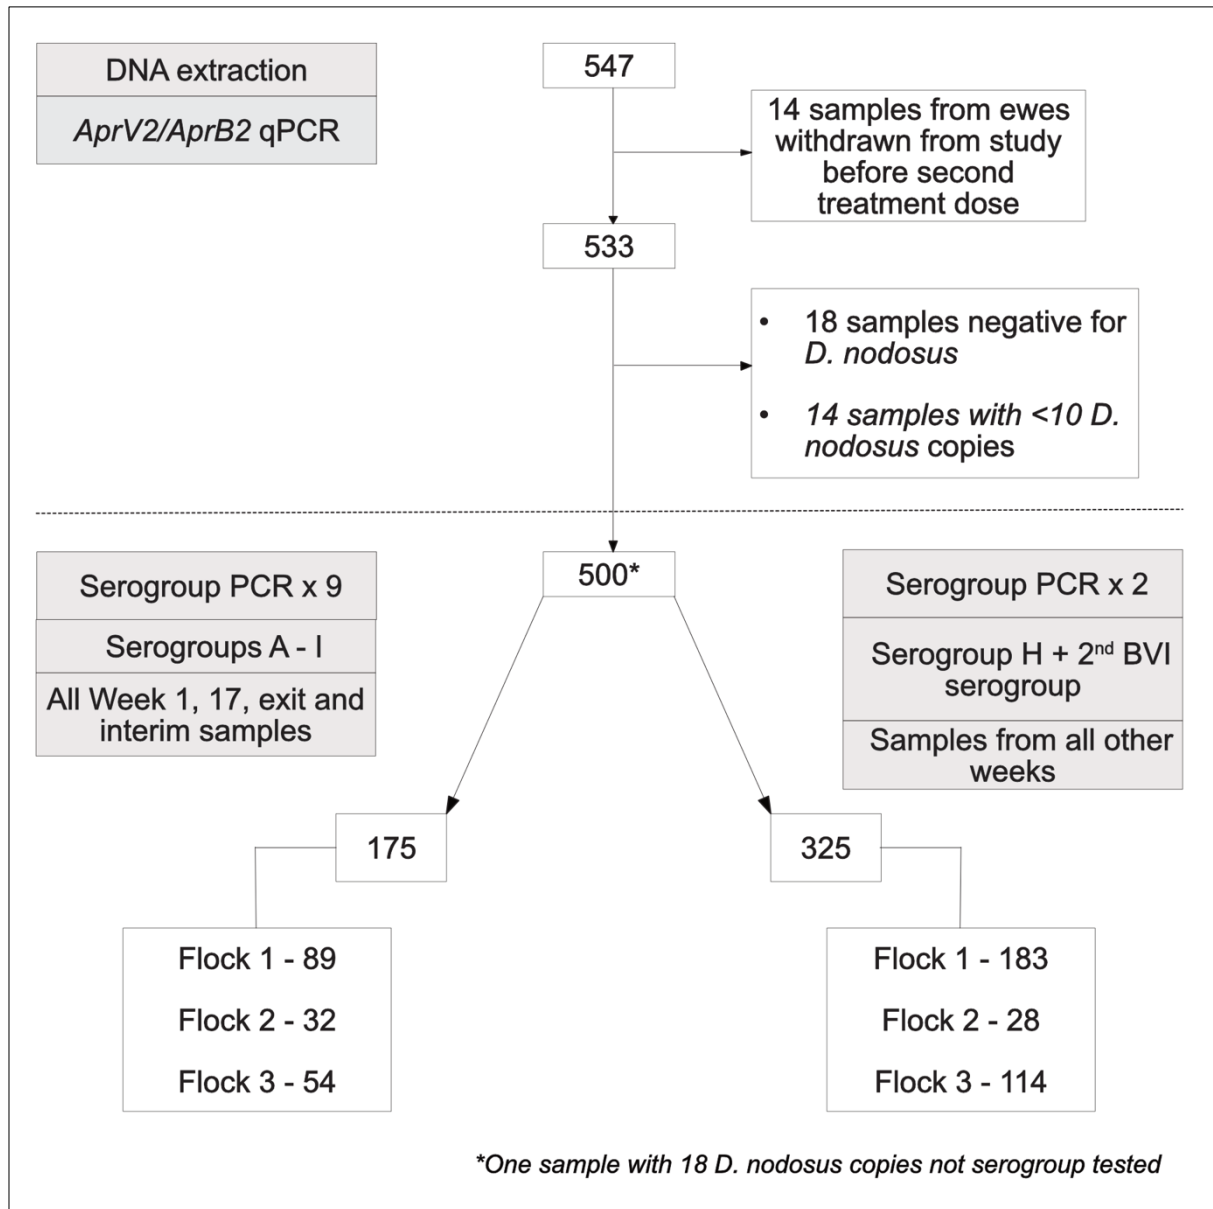 DNA extraction
AprV2/AprB2 qPCR
547
14 samples from ewes
withdrawn from study
before second
treatment dose
533
• 18 samples negative for
D. nodosus
• 14 samples with <10 D.
nodosus copies
Serogroup PCR x 9
Serogroups A - I
All Week 1, 17, exit and
interim samples
500*
Serogroup PCR x 2
Serogroup H + 2nd BVI
serogroup
Samples from all other
weeks
175
325
Flock 1 - 89
Flock 2 - 32
Flock 3 - 54
Flock 1 - 183
Flock 2 - 28
Flock 3 - 114
*One sample with 18 D. nodosus copies not serogroup tested